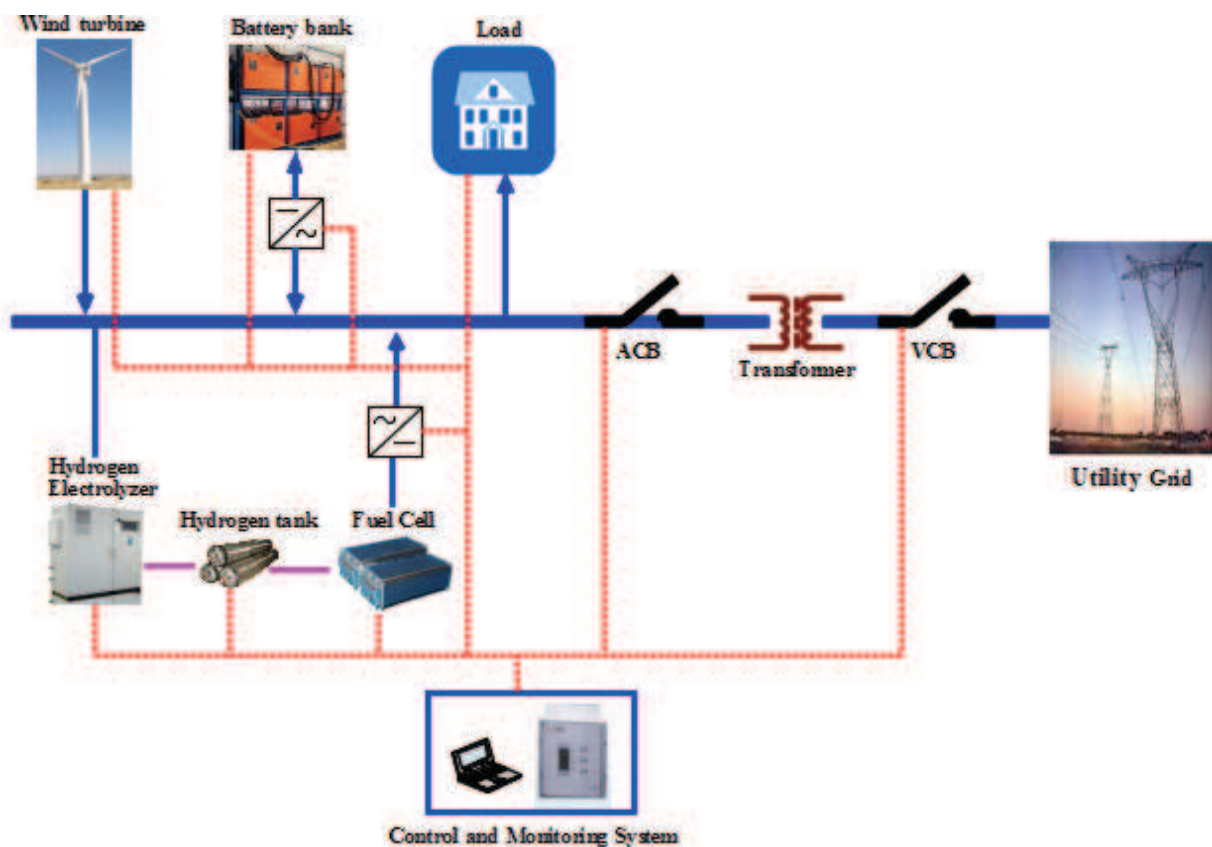 Wind turbine
Battery bank
Load
ACB
Transformer
VCB
Utility Grid
Hydrogen
Electrolyzer
Hydrogen tank
Fuel Cell
Control and Monitoring System